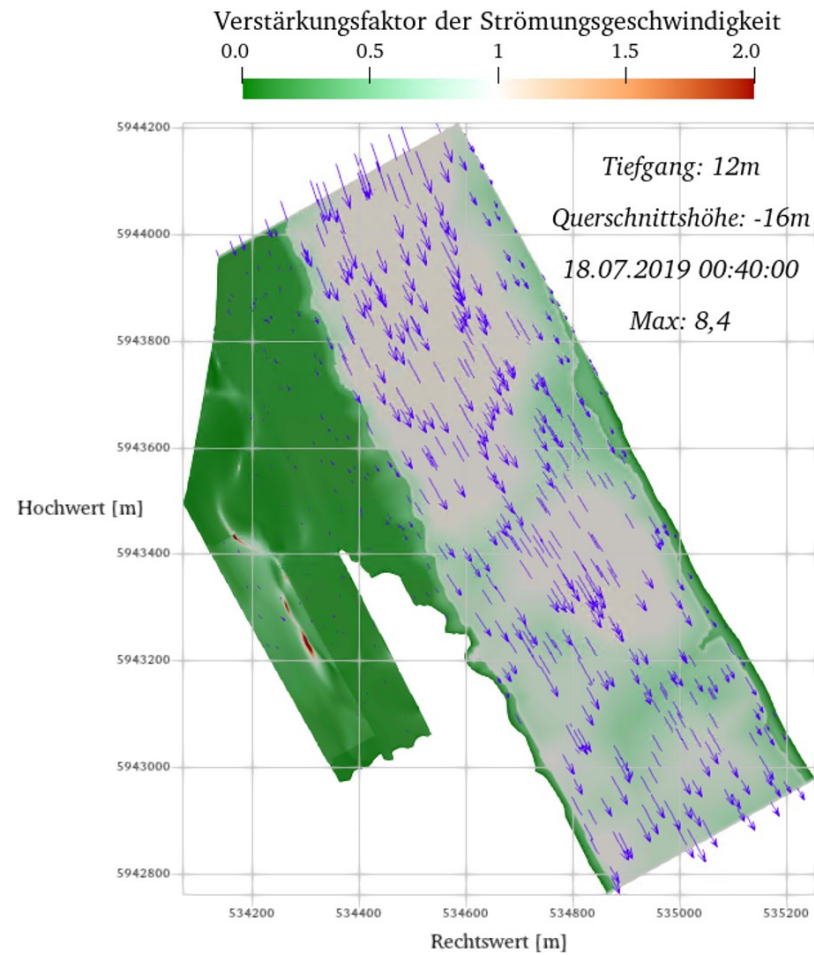 Verstärkungsfaktor der Strömungsgeschwindigkeit
0.0 0.5 1 1.5 2.0
5944200
Tiefgang: 12m
Querschnittshöhe: -16m
5944000
18.07.2019 00:40:00
Max: 8,4
5943800
5943600
Hochwert [m]
5943400
5943200
5943000
5942800
534200 534400 534600 534800 535000 535200
Rechtswert [m]